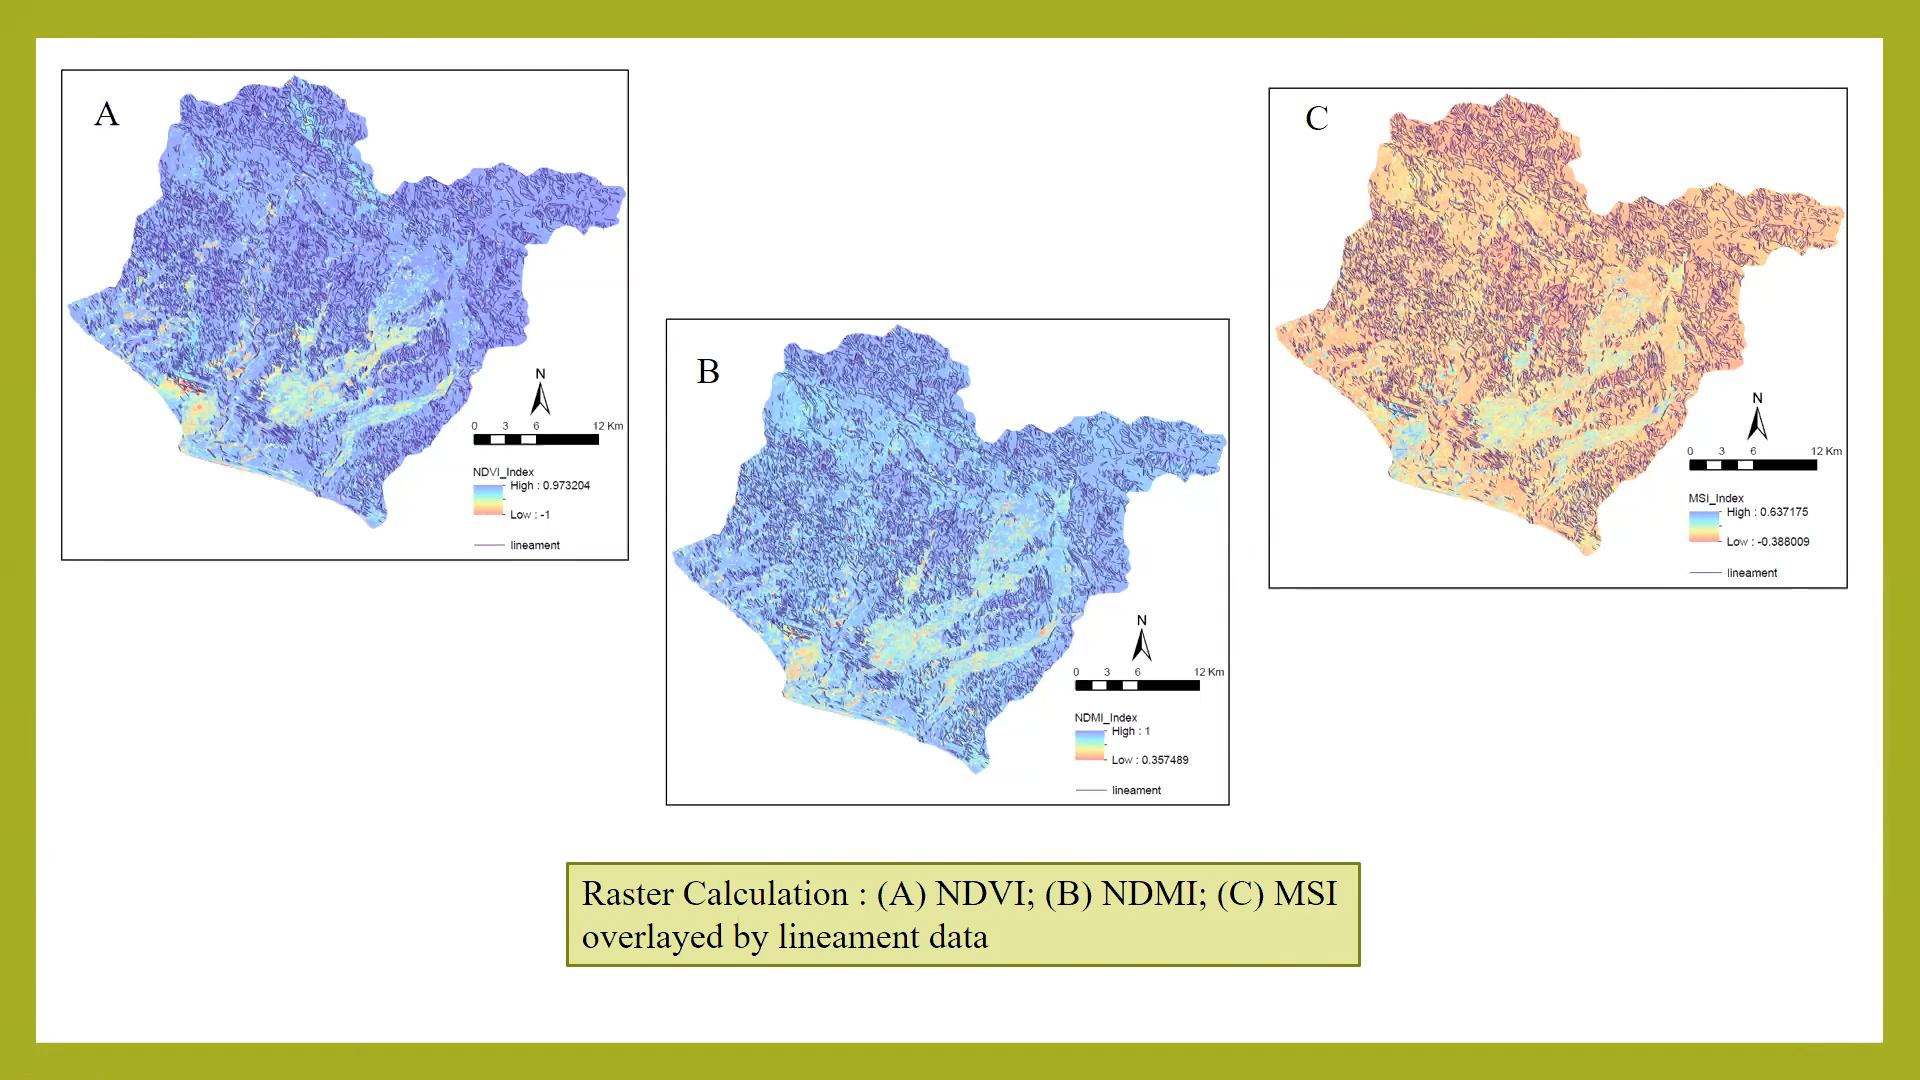 A
N
0 3 6 12 Km
NDVI_Index
High : 0.973204
Low : -1
lineament
B
N
0 3 6 12 Km
NDMI_Index
High : 1
Low : 0.357489
lineament
C
N
0 3 6 12 Km
MSI_Index
High : 0.637175
Low : -0.388009
lineament
Raster Calculation : (A) NDVI; (B) NDMI; (C) MSI
overlayed by lineament data